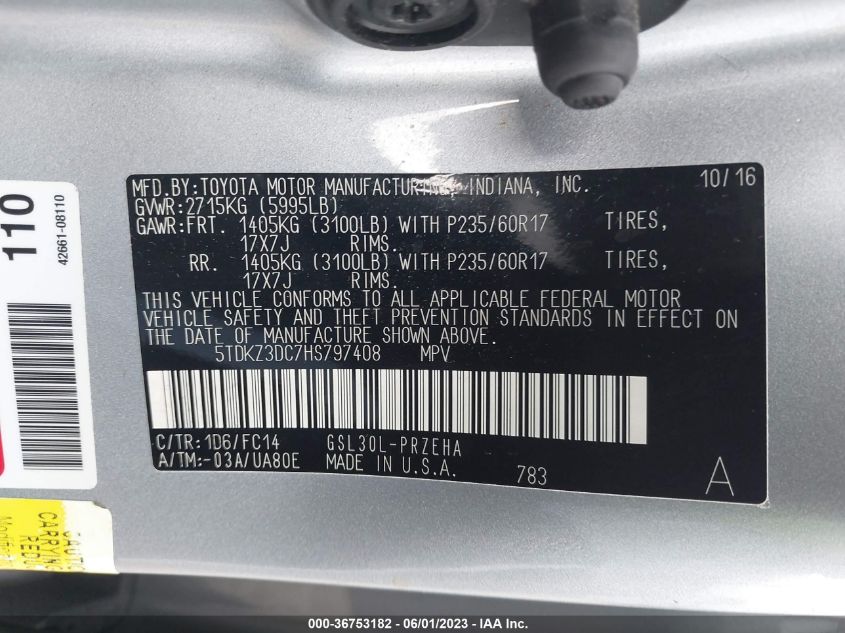 MFD.BY:TOYOTA MOTOR MANUFACTURING, INDIANA, INC. 10/16
GVWR:2715KG (5995LB)
GAWR:FRT. 1405KG (3100LB) WITH P235/60R17 TIRES,
17X7J RIMS.
RR. 1405KG (3100LB) WITH P235/60R17 TIRES,
17X7J RIMS.
THIS VEHICLE CONFORMS TO ALL APPLICABLE FEDERAL MOTOR
VEHICLE SAFETY AND THEFT PREVENTION STANDARDS IN EFFECT ON
THE DATE OF MANUFACTURE SHOWN ABOVE.
5TDKZ3DC7HS797408 MPV
C/TR:1D6/FC14 GSL30L-PRZEHA
A/TM:-03A/UA80E MADE IN U.S.A. 783 A
110
42661-08110
CARRYING
000-36753182 - 06/01/2023 - IAA Inc.